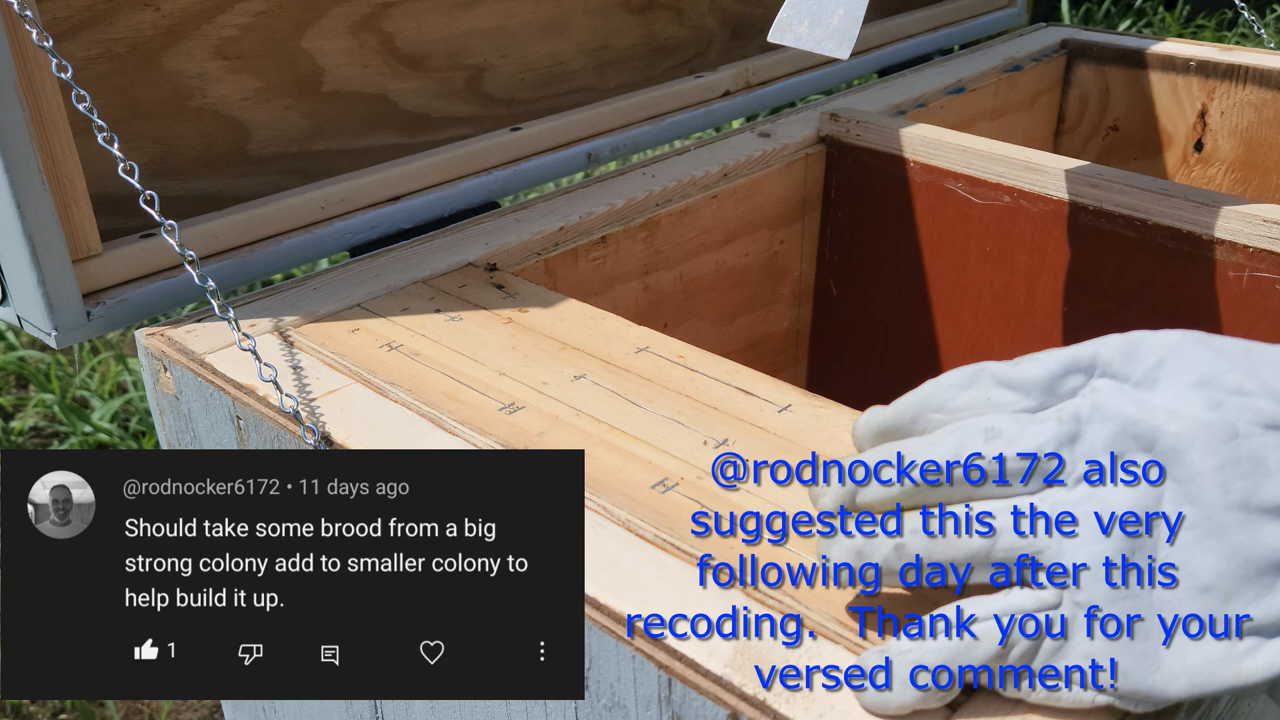 @rodnocker6172 • 11 days ago
Should take some brood from a big
strong colony add to smaller colony to
help build it up.
1
@rodnocker6172 also
suggested this the very
following day after this
recoding.  Thank you for your
versed comment!